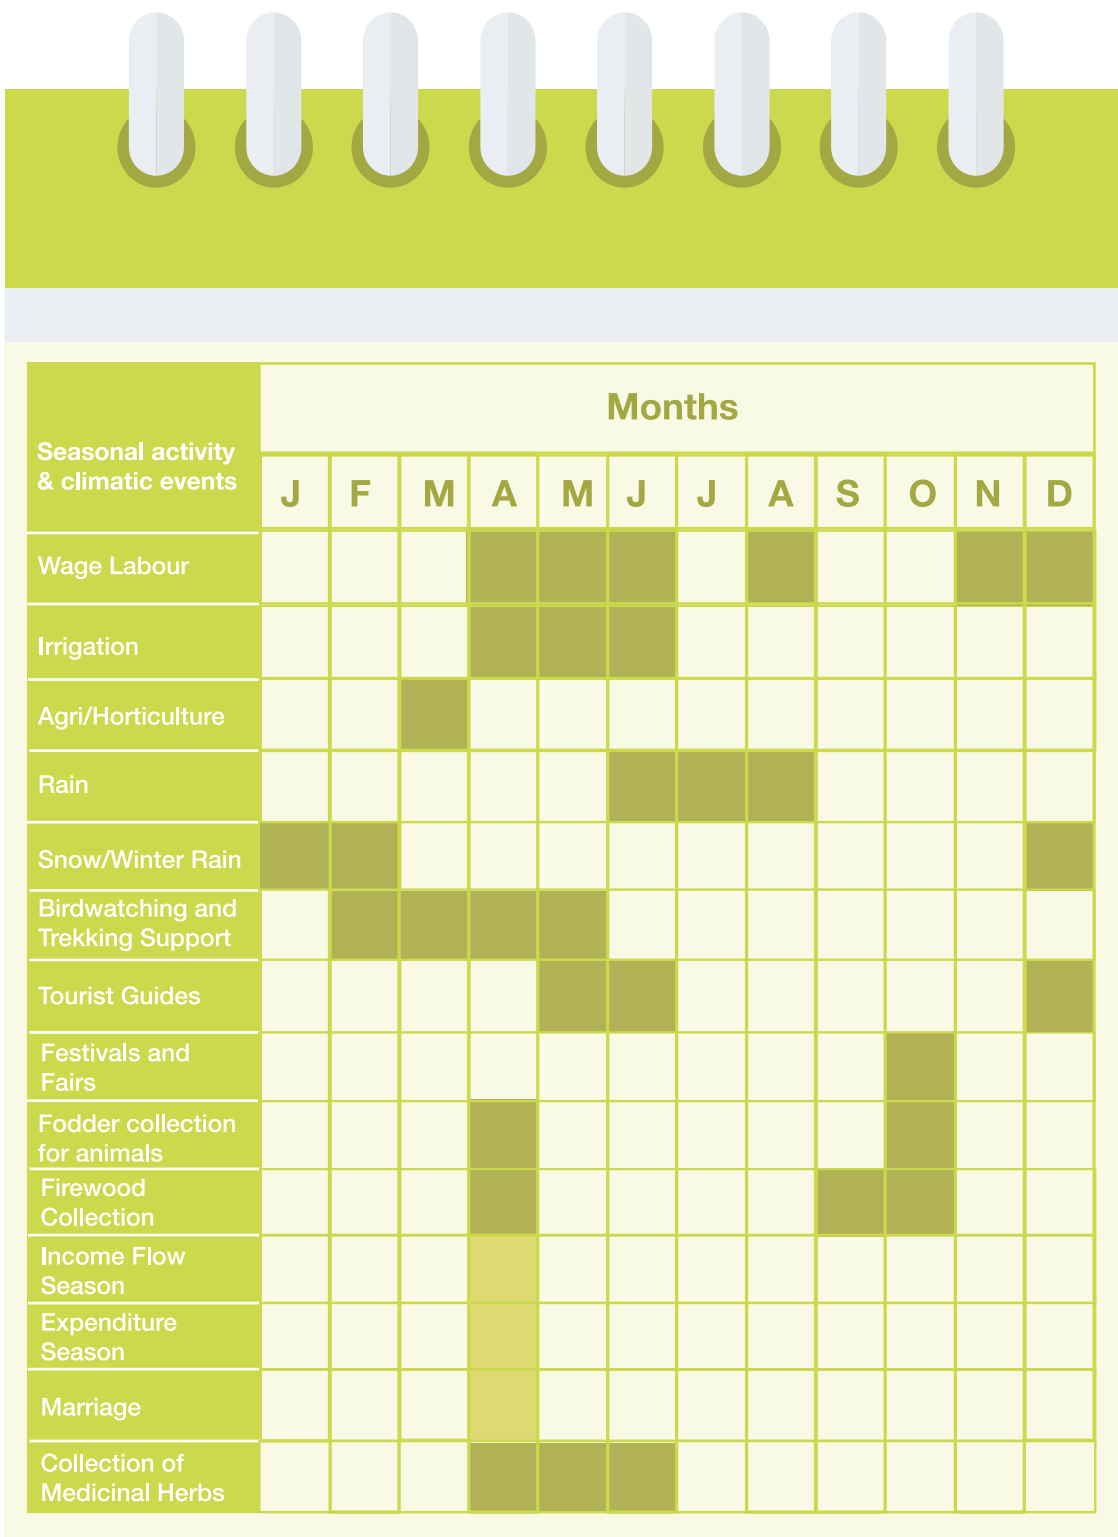 Months
Seasonal activity
& climatic events
J F M A M J J A S O N D
Wage Labour
Irrigation
Agri/Horticulture
Rain
Snow/Winter Rain
Birdwatching and
Trekking Support
Tourist Guides
Festivals and
Fairs
Fodder collection
for animals
Firewood
Collection
Income Flow
Season
Expenditure
Season
Marriage
Collection of
Medicinal Herbs